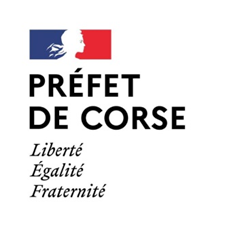 PRÉFET
DE CORSE
Liberté
Égalité
Fraternité